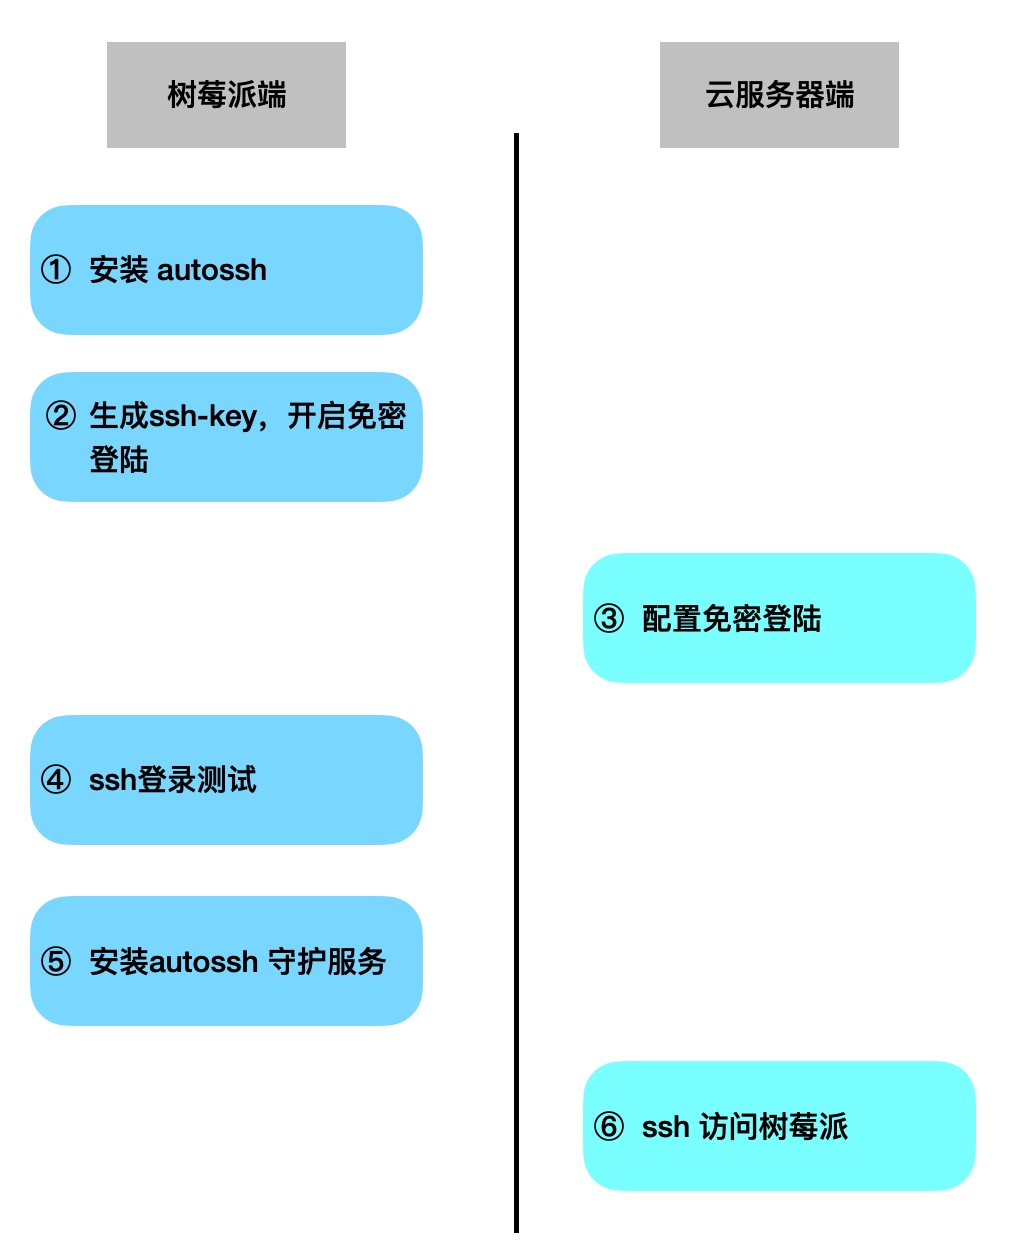 树莓派端
云服务器端
① 安装 autossh
② 生成ssh-key，开启免密
登陆
③ 配置免密登陆
④ ssh登录测试
⑤ 安装autossh 守护服务
⑥ ssh 访问树莓派